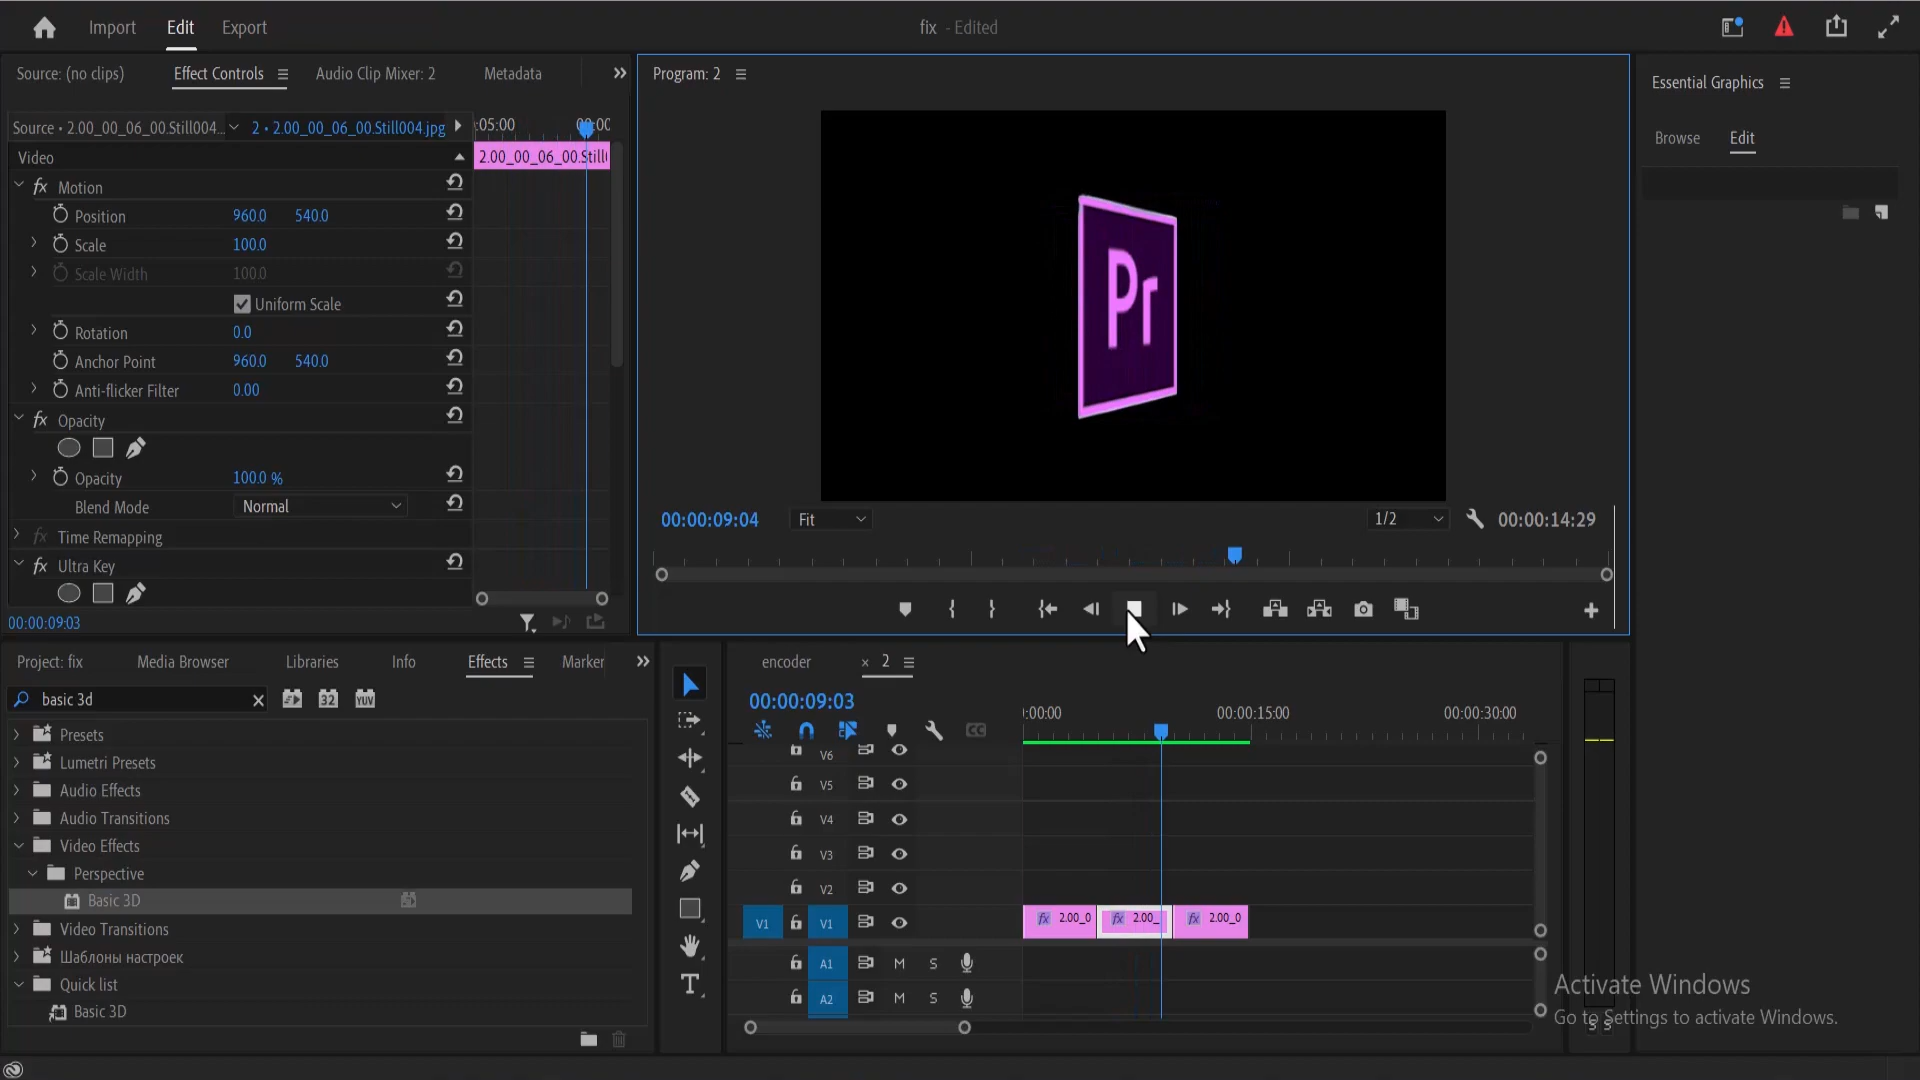 Import Edit Export fix - Edited
Source: (no clips) Effect Controls Audio Clip Mixer: 2 Metadata
Program: 2
Essential Graphics
Browse Edit
Source • 2.00_00_06_00.Still004... 2 • 2.00_00_06_00.Still004.jpg
:05:00 00:00
Video
2.00_00_06_00.Still
fx Motion
Position 960.0 540.0
Scale 100.0
Scale Width 100.0
Uniform Scale
Rotation 0.0
Anchor Point 960.0 540.0
Anti-flicker Filter 0.00
fx Opacity
Opacity 100.0 %
Blend Mode Normal
fx Time Remapping
fx Ultra Key
00:00:09:03
Pr
00:00:09:04 Fit 1/2 00:00:14:29
Project: fix Media Browser Libraries Info Effects Marker
basic 3d 32 YUV
Presets
Lumetri Presets
Audio Effects
Audio Transitions
Video Effects
Perspective
Basic 3D
Video Transitions
Шаблоны настроек
Quick list
Basic 3D
encoder × 2
00:00:09:03
CC
:00:00 00:00:15:00 00:00:30:00
V6
V5
V4
V3
V2
V1 V1 fx 2.00_0 fx 2.00_ fx 2.00_0
A1 M S
A2 M S
S S
Activate Windows
Go to Settings to activate Windows.